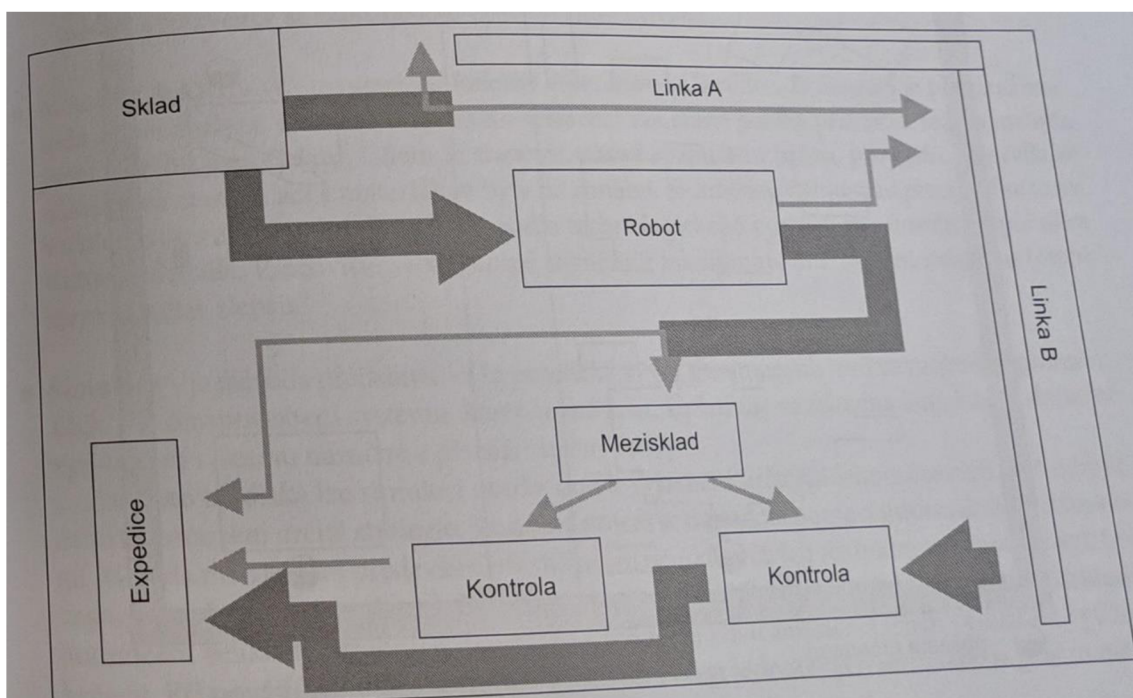 Sklad
Linka A
Robot
Linka B
Mezisklad
Expedice
Kontrola
Kontrola